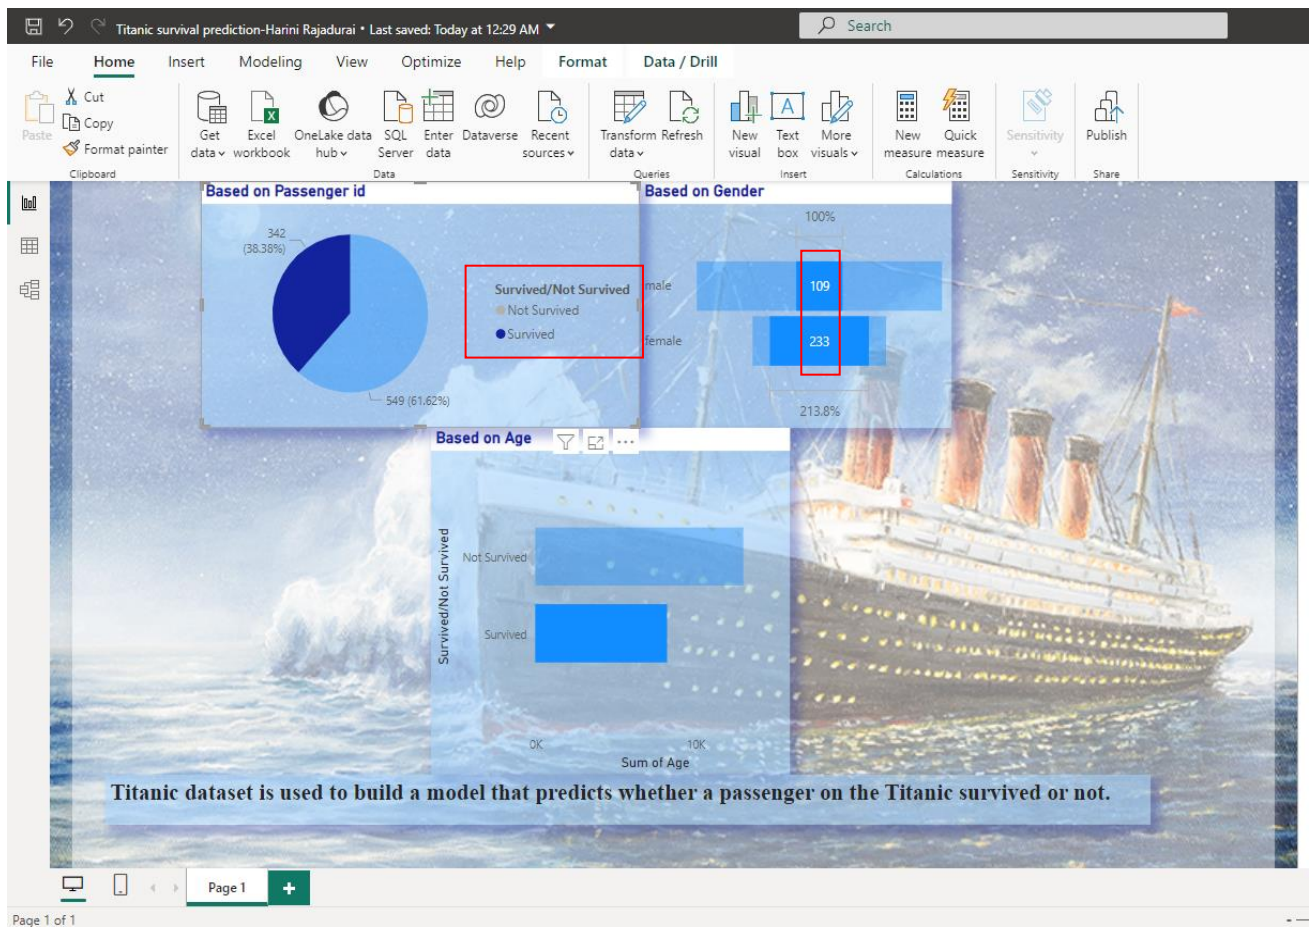 Titanic survival prediction-Harini Rajadurai • Last saved: Today at 12:29 AM
Search
File Home Insert Modeling View Optimize Help Format Data / Drill
Paste
Cut
Copy
Format painter
Clipboard
Get data
Excel workbook
OneLake data hub
SQL Server
Enter data
Dataverse
Recent sources
Data
Transform data
Refresh
Queries
New visual
Text box
More visuals
Insert
New measure
Quick measure
Calculations
Sensitivity
Sensitivity
Publish
Share
Based on Passenger id
342
(38.38%)
549 (61.62%)
Survived/Not Survived
Not Survived
Survived
Based on Gender
100%
male
109
female
233
213.8%
Based on Age
Survived/Not Survived
Not Survived
Survived
0K
10K
Sum of Age
Titanic dataset is used to build a model that predicts whether a passenger on the Titanic survived or not.
Page 1
Page 1 of 1